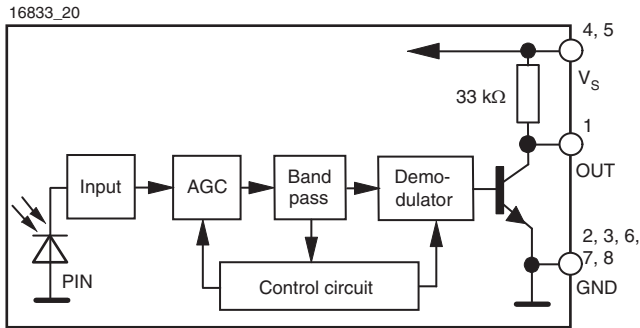 16833_20
4, 5
V_S
33 kΩ
1
OUT
Input
AGC
Band
pass
Demo-
dulator
2, 3, 6,
7, 8
GND
PIN
Control circuit